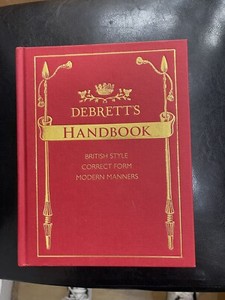 DEBRETT'S
HANDBOOK
BRITISH STYLE
CORRECT FORM
MODERN MANNERS